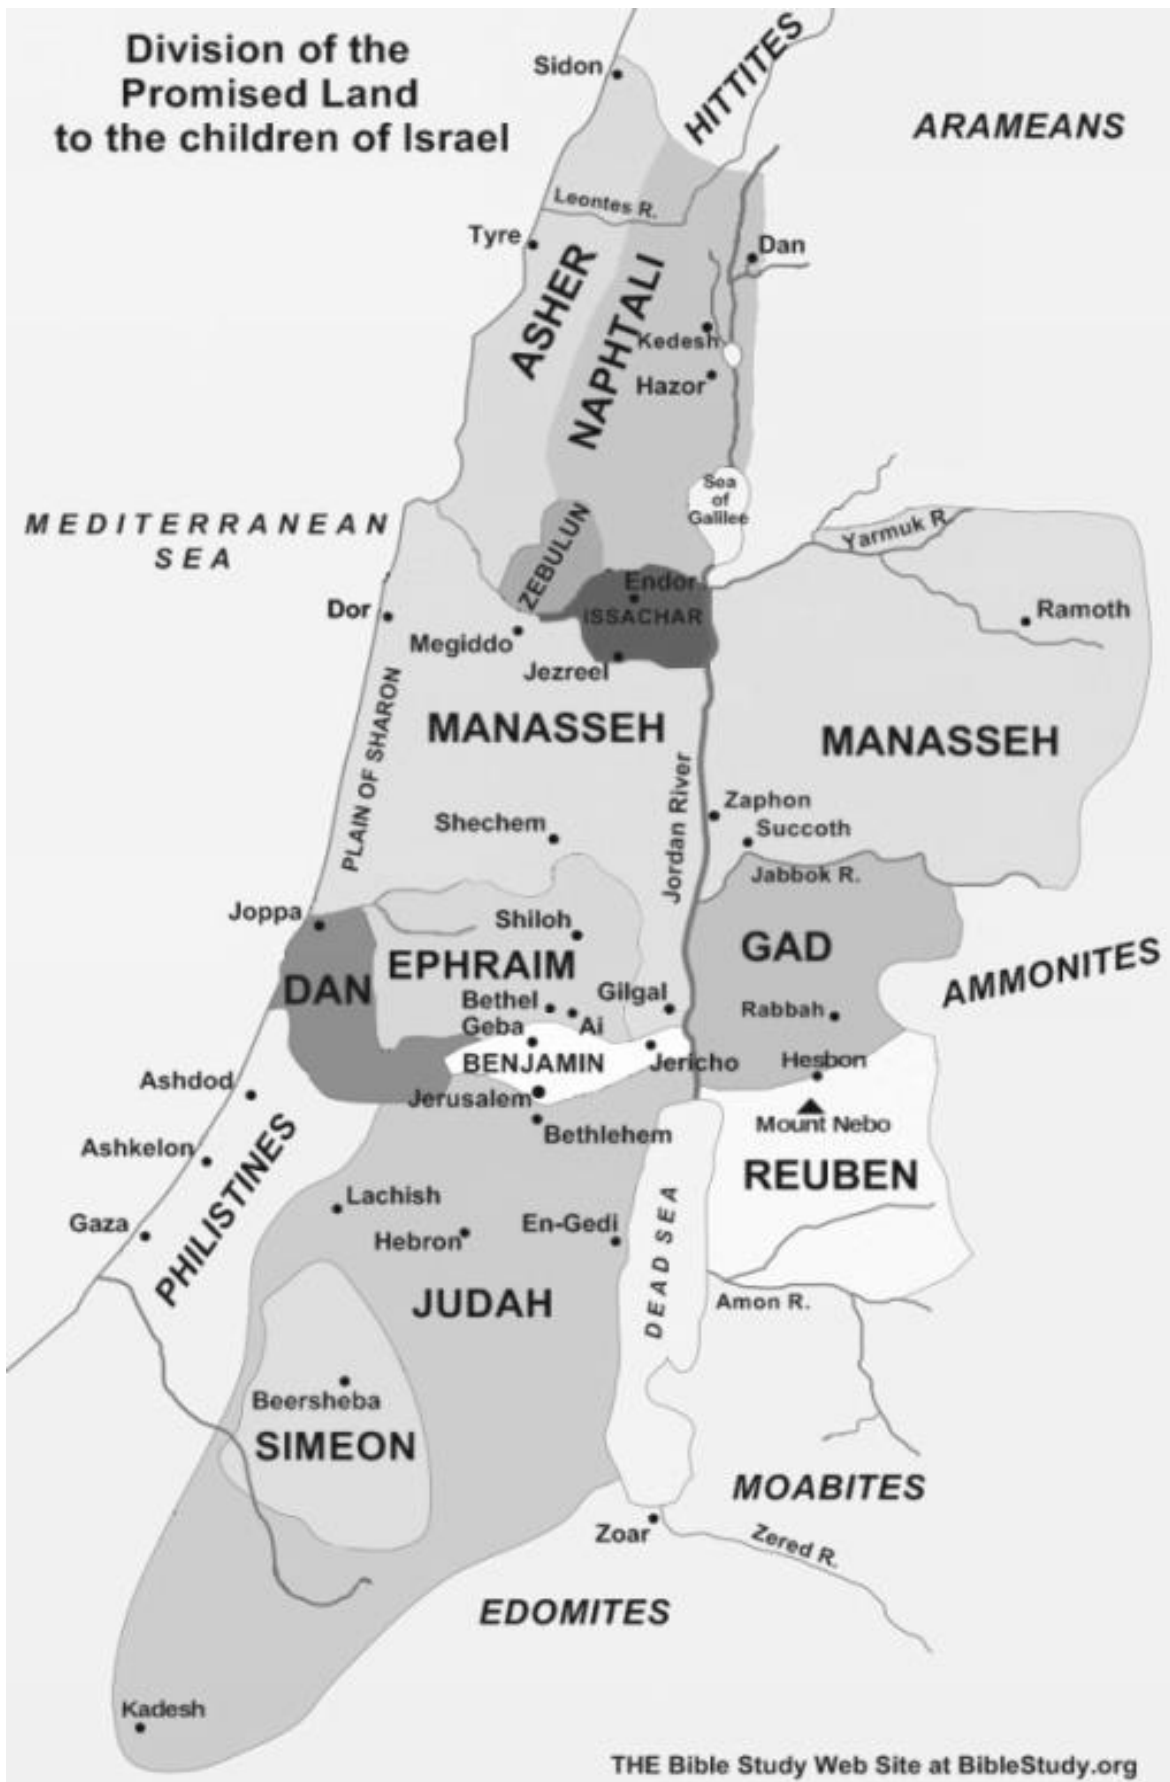 Division of the
Promised Land
to the children of Israel
Sidon
HITTITES
ARAMEANS
Leontes R.
Tyre
Dan
ASHER
NAPHTALI
Kedesh
Hazor
Sea
of
Galilee
MEDITERRANEAN
SEA
Yarmuk R.
ZEBULUN
Endor
ISSACHAR
Dor
Ramoth
Megiddo
Jezreel
PLAIN OF SHARON
MANASSEH
MANASSEH
Jordan River
Zaphon
Shechem
Succoth
Jabbok R.
Joppa
Shiloh
GAD
EPHRAIM
DAN
AMMONITES
Bethel
Gilgal
Rabbah
Geba
Ai
BENJAMIN
Jericho
Hesbon
Ashdod
Jerusalem
Mount Nebo
Bethlehem
Ashkelon
PHILISTINES
REUBEN
Lachish
Gaza
Hebron
En-Gedi
DEAD SEA
JUDAH
Amon R.
Beersheba
SIMEON
MOABITES
Zoar
Zered R.
EDOMITES
Kadesh
THE Bible Study Web Site at BibleStudy.org